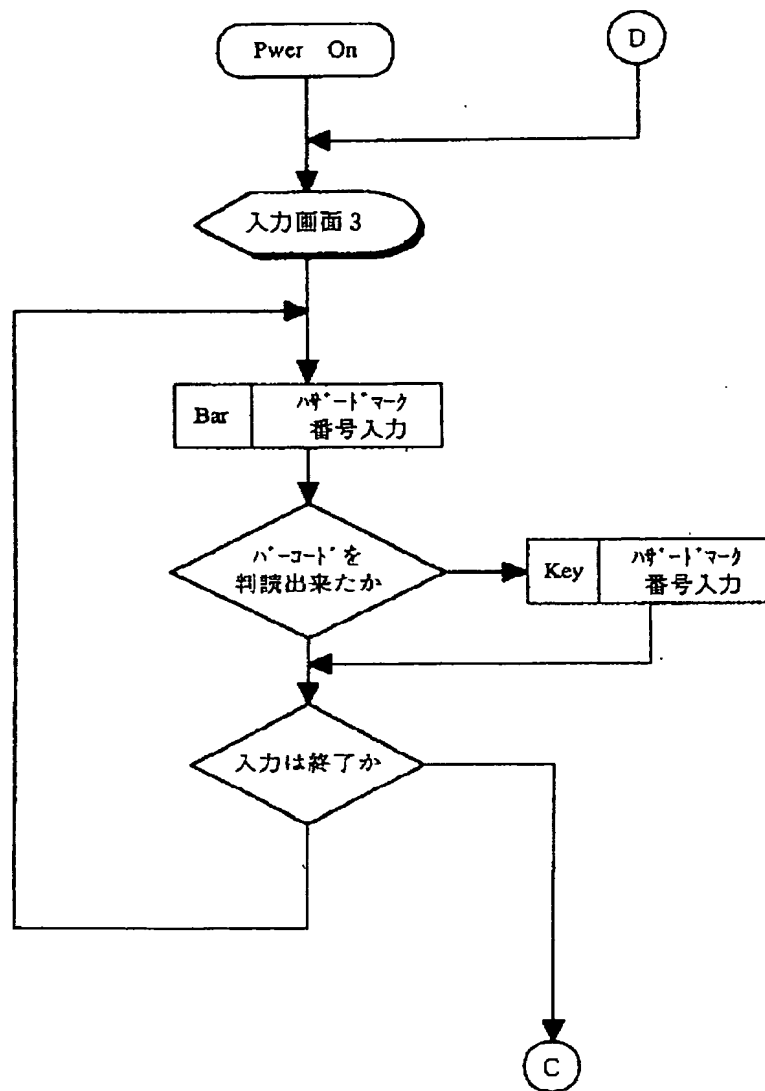 Pwer On
D
入力画面3
Bar
ﾊｻﾞｰﾄﾞﾏｰｸ
番号入力
ﾊﾞｰｺｰﾄﾞを
判読出来たか
Key
ﾊｻﾞｰﾄﾞﾏｰｸ
番号入力
入力は終了か
C